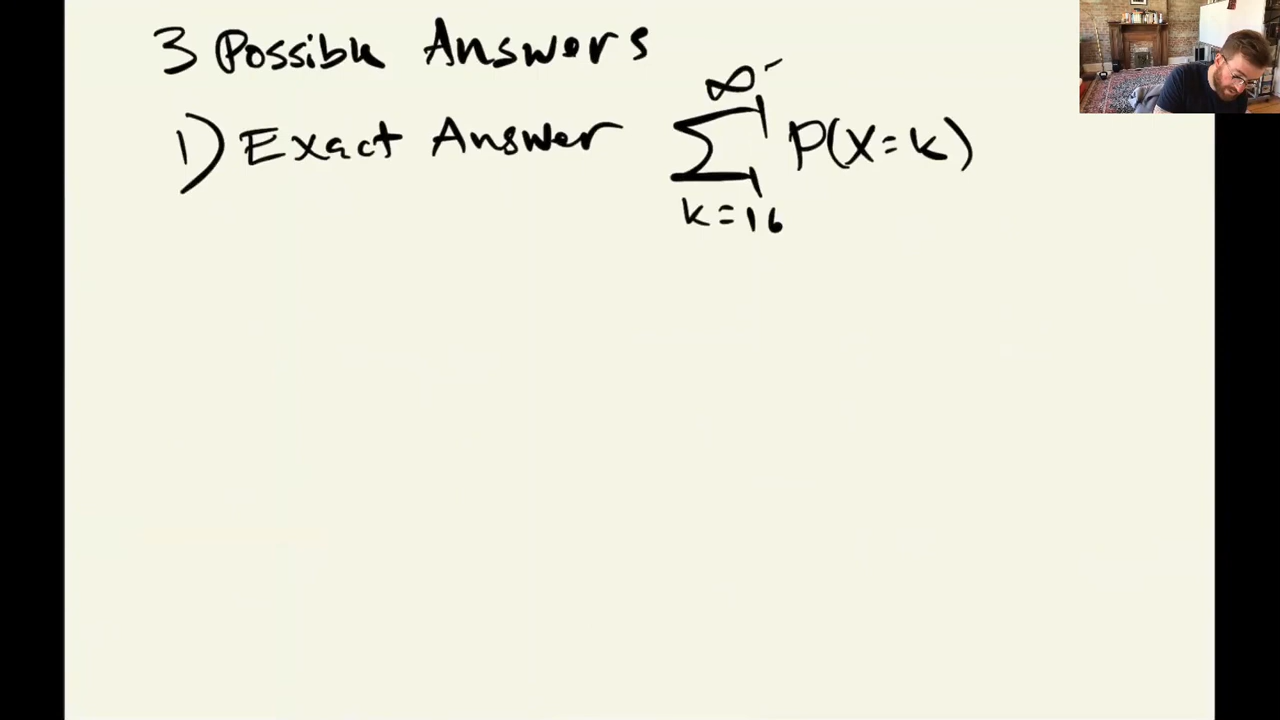 3 Possible Answers
1) Exact Answer ∞ ∑ k=16 P(X=k)